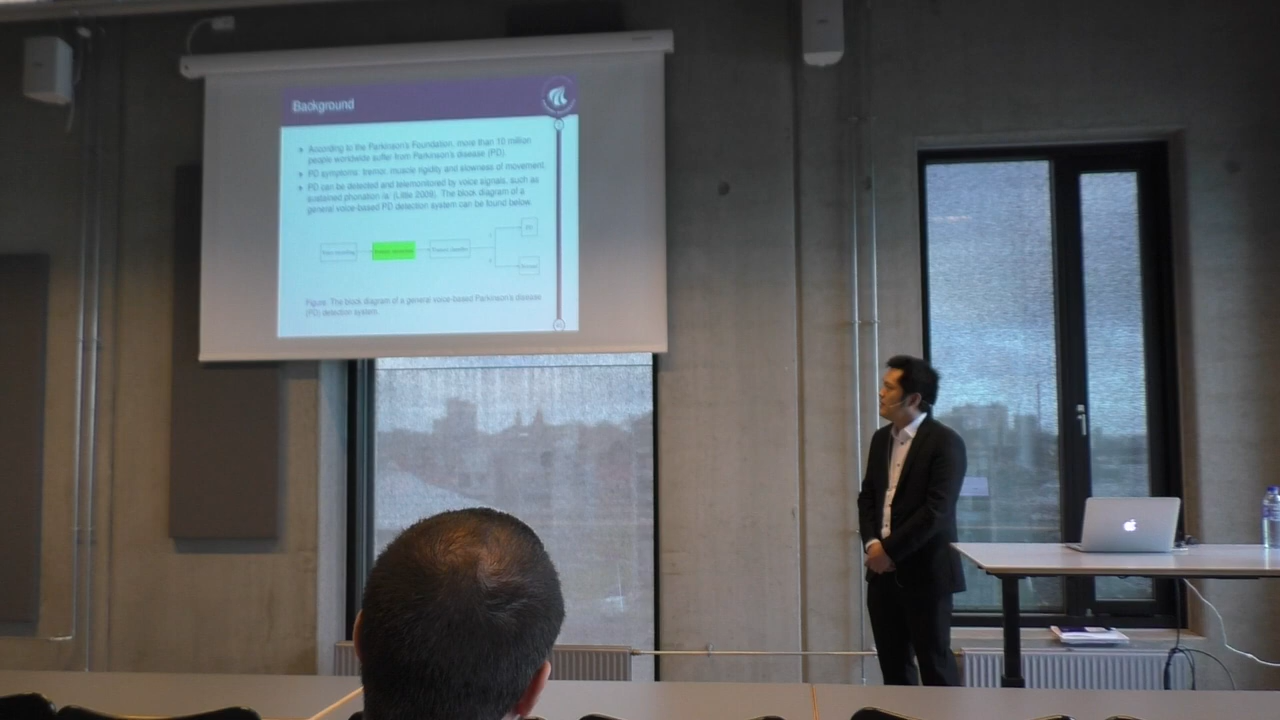 Background
According to the Parkinson's Foundation, more than 10 million
people worldwide suffer from Parkinson's disease (PD).
PD symptoms: tremor, muscle rigidity and slowness of movement.
PD can be detected and telemonitored by voice signals, such as
sustained phonation /a/ (Little 2009). The block diagram of a
general voice-based PD detection system can be found below.
PD
Figure: The block diagram of a general voice-based Parkinson's disease
(PD) detection system.